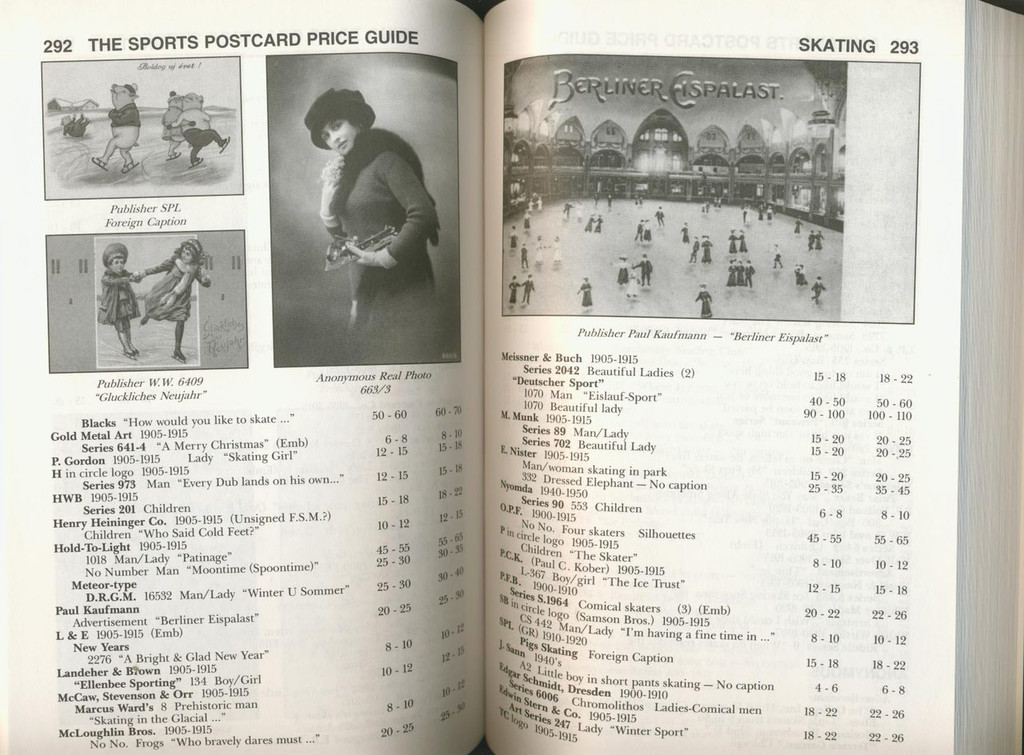 292 THE SPORTS POSTCARD PRICE GUIDE
Boldog uj évet !
Publisher SPL
Foreign Caption
Glückliches
Neujahr
Publisher W.W. 6409
"Gluckliches Neujahr"
Anonymous Real Photo
663/3
Blacks "How would you like to skate ..." 50 - 60 60 - 70
Gold Metal Art 1905-1915
Series 641-4 "A Merry Christmas" (Emb) 6 - 8 8 - 10
P. Gordon 1905-1915 Lady "Skating Girl" 12 - 15 15 - 18
H in circle logo 1905-1915
Series 973 Man "Every Dub lands on his own..." 12 - 15 15 - 18
HWB 1905-1915
Series 201 Children 15 - 18 18 - 22
Henry Heininger Co. 1905-1915 (Unsigned F.S.M.?)
Children "Who Said Cold Feet?" 10 - 12 12 - 15
Hold-To-Light 1905-1915
1018 Man/Lady "Patinage" 45 - 55 55 - 65
No Number Man "Moontime (Spoontime)" 25 - 30 30 - 35
Meteor-type
D.R.G.M. 16532 Man/Lady "Winter U Sommer" 25 - 30 30 - 40
Paul Kaufmann
Advertisement "Berliner Eispalast" 20 - 25 25 - 30
L & E 1905-1915 (Emb)
New Years
2276 "A Bright & Glad New Year" 8 - 10 10 - 12
Landeher & Brown 1905-1915
"Ellenbee Sporting" 134 Boy/Girl 10 - 12 12 - 15
McCaw, Stevenson & Orr 1905-1915
Marcus Ward's 8 Prehistoric man
"Skating in the Glacial ..." 8 - 10 10 - 12
McLoughlin Bros. 1905-1915
No No. Frogs "Who bravely dares must ..." 20 - 25 25 - 30
SKATING 293
BERLINER EISPALAST.
Publisher Paul Kaufmann — "Berliner Eispalast"
Meissner & Buch 1905-1915
Series 2042 Beautiful Ladies (2) 15 - 18 18 - 22
"Deutscher Sport"
1070 Man "Eislauf-Sport" 40 - 50 50 - 60
1070 Beautiful lady 90 - 100 100 - 110
M. Munk 1905-1915
Series 89 Man/Lady 15 - 20 20 - 25
Series 702 Beautiful Lady 15 - 20 20 - 25
E. Nister 1905-1915
Man/woman skating in park 15 - 20 20 - 25
332 Dressed Elephant — No caption 25 - 35 35 - 45
Nyomda 1940-1950
Series 90 553 Children 6 - 8 8 - 10
O.P.F. 1900-1915
No No. Four skaters Silhouettes 45 - 55 55 - 65
P in circle logo 1905-1915
Children "The Skater" 8 - 10 10 - 12
P.C.K. (Paul C. Kober) 1905-1915
L-367 Boy/girl "The Ice Trust" 12 - 15 15 - 18
P.F.B. 1900-1910
Series S.1964 Comical skaters (3) (Emb) 20 - 22 22 - 26
SB in circle logo (Samson Bros.) 1905-1915
CS 442 Man/Lady "I'm having a fine time in ..." 8 - 10 10 - 12
SPL (GR) 1910-1920
Pigs Skating Foreign Caption 15 - 18 18 - 22
J. Sann 1940's
A2 Little boy in short pants skating — No caption 4 - 6 6 - 8
Edgar Schmidt, Dresden 1900-1910
Series 6006 Chromolithos Ladies-Comical men 18 - 22 22 - 26
Edwin Stern & Co. 1905-1915
Art Series 247 Lady "Winter Sport" 18 - 22 22 - 26
TC logo 1905-1915